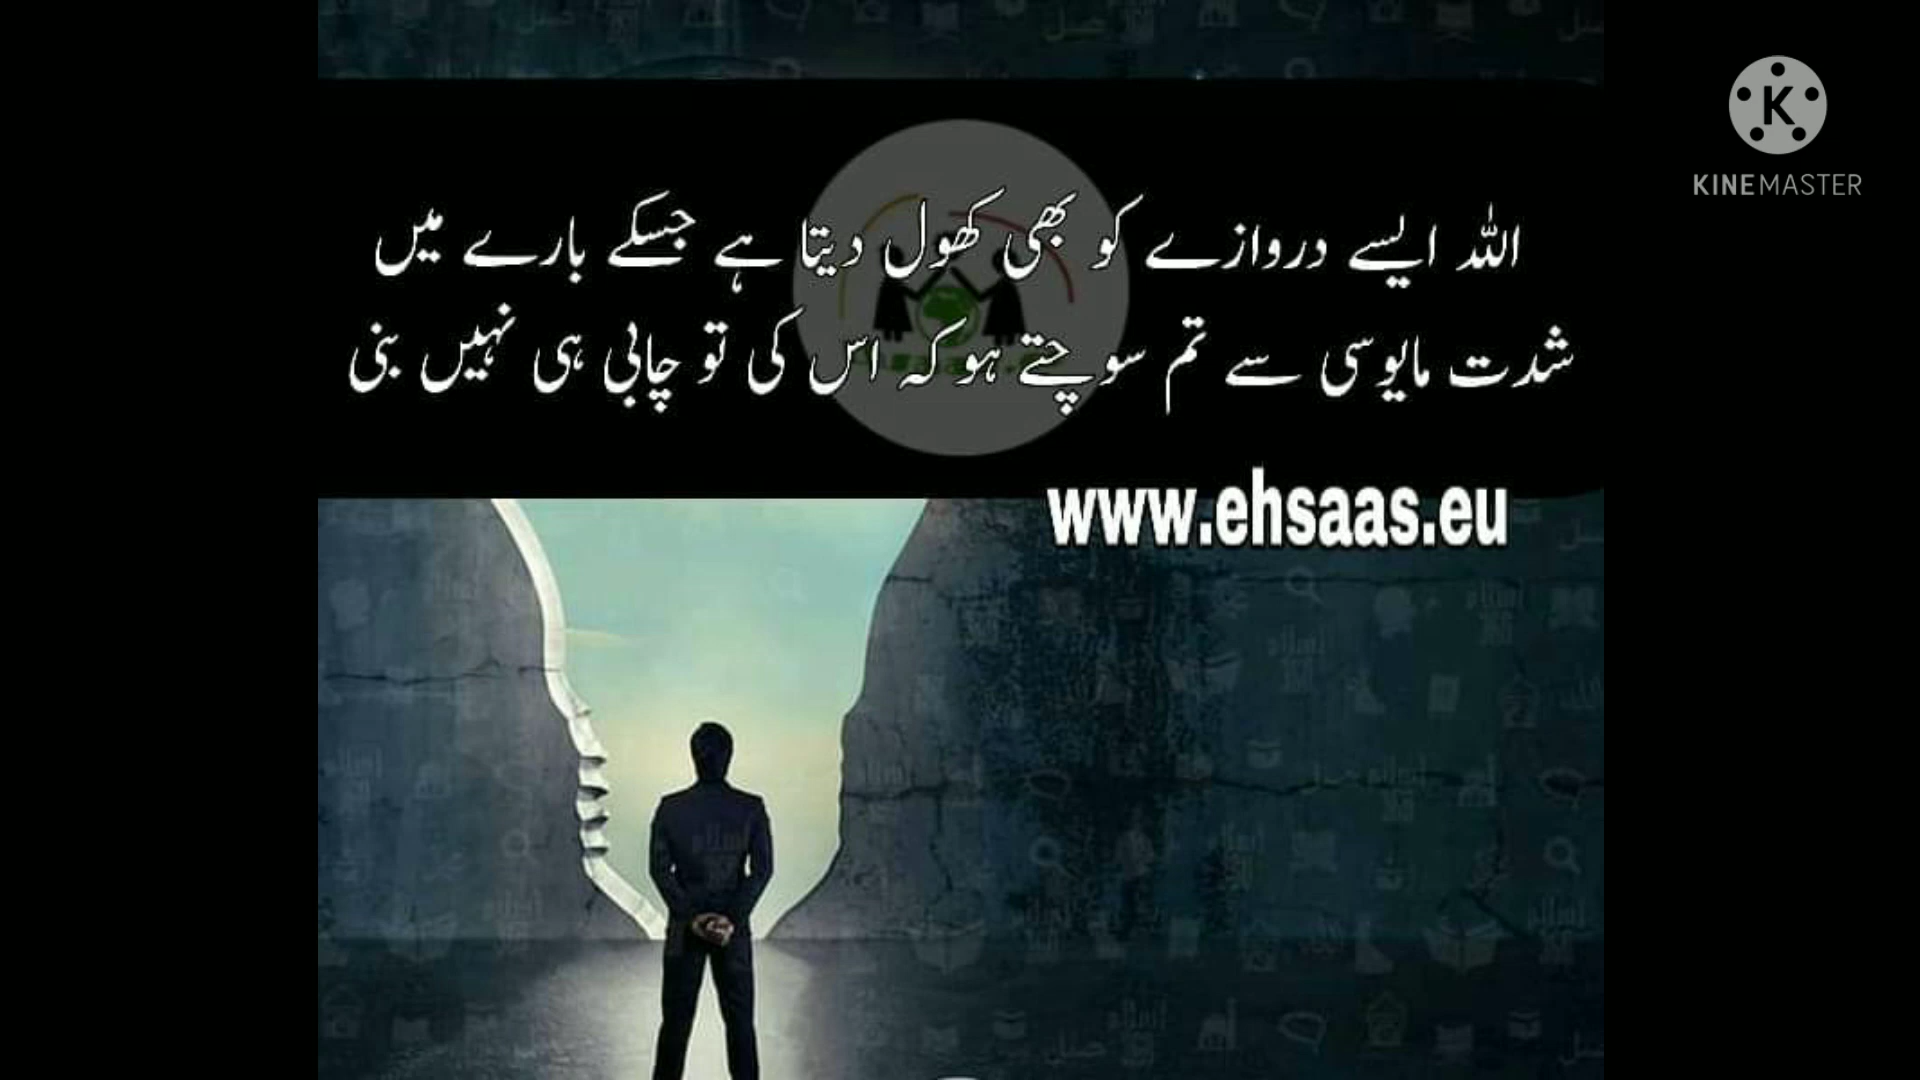 اللہ ایسے دروازے کو بھی کھول دیتا ہے جسکے بارے میں
شدت مایوسی سے تم سوچتے ہو کہ اس کی تو چابی ہی نہیں بنی
www.ehsaas.eu
K
KINEMASTER